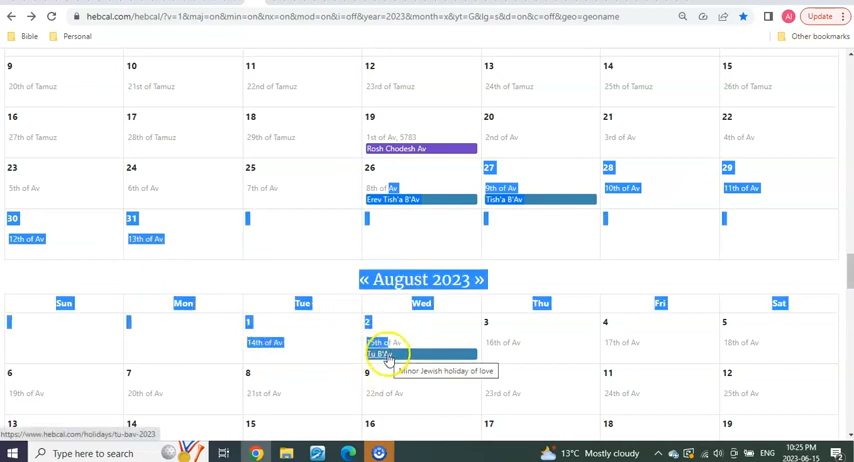 hebcal.com/hebcal/?v=1&maj=on&min=on&nx=on&mod=on&i=off&year=2023&month=x&yt=G&lg=s&d=on&c=off&geo=geoname
AI
Update
Bible
Personal
Other bookmarks
9 10 11 12 13 14 15
20th of Tamuz 21st of Tamuz 22nd of Tamuz 23rd of Tamuz 24th of Tamuz 25th of Tamuz 26th of Tamuz
16 17 18 19 20 21 22
27th of Tamuz 28th of Tamuz 29th of Tamuz 1st of Av, 5783 2nd of Av 3rd of Av 4th of Av
Rosh Chodesh Av
23 24 25 26 27 28 29
5th of Av 6th of Av 7th of Av 8th of Av 9th of Av 10th of Av 11th of Av
Erev Tish'a B'Av Tish'a B'Av
30 31
12th of Av 13th of Av
« August 2023 »
Sun Mon Tue Wed Thu Fri Sat
1 2 3 4 5
14th of Av 15th of Av 16th of Av 17th of Av 18th of Av
Tu B'Av
Minor Jewish holiday of love
6 7 8 9 10 11 12
19th of Av 20th of Av 21st of Av 22nd of Av 23rd of Av 24th of Av 25th of Av
13 14 15 16 17 18 19
https://www.hebcal.com/holidays/tu-bav-2023
Type here to search
13°C Mostly cloudy
ENG
10:25 PM
2023-06-15
2